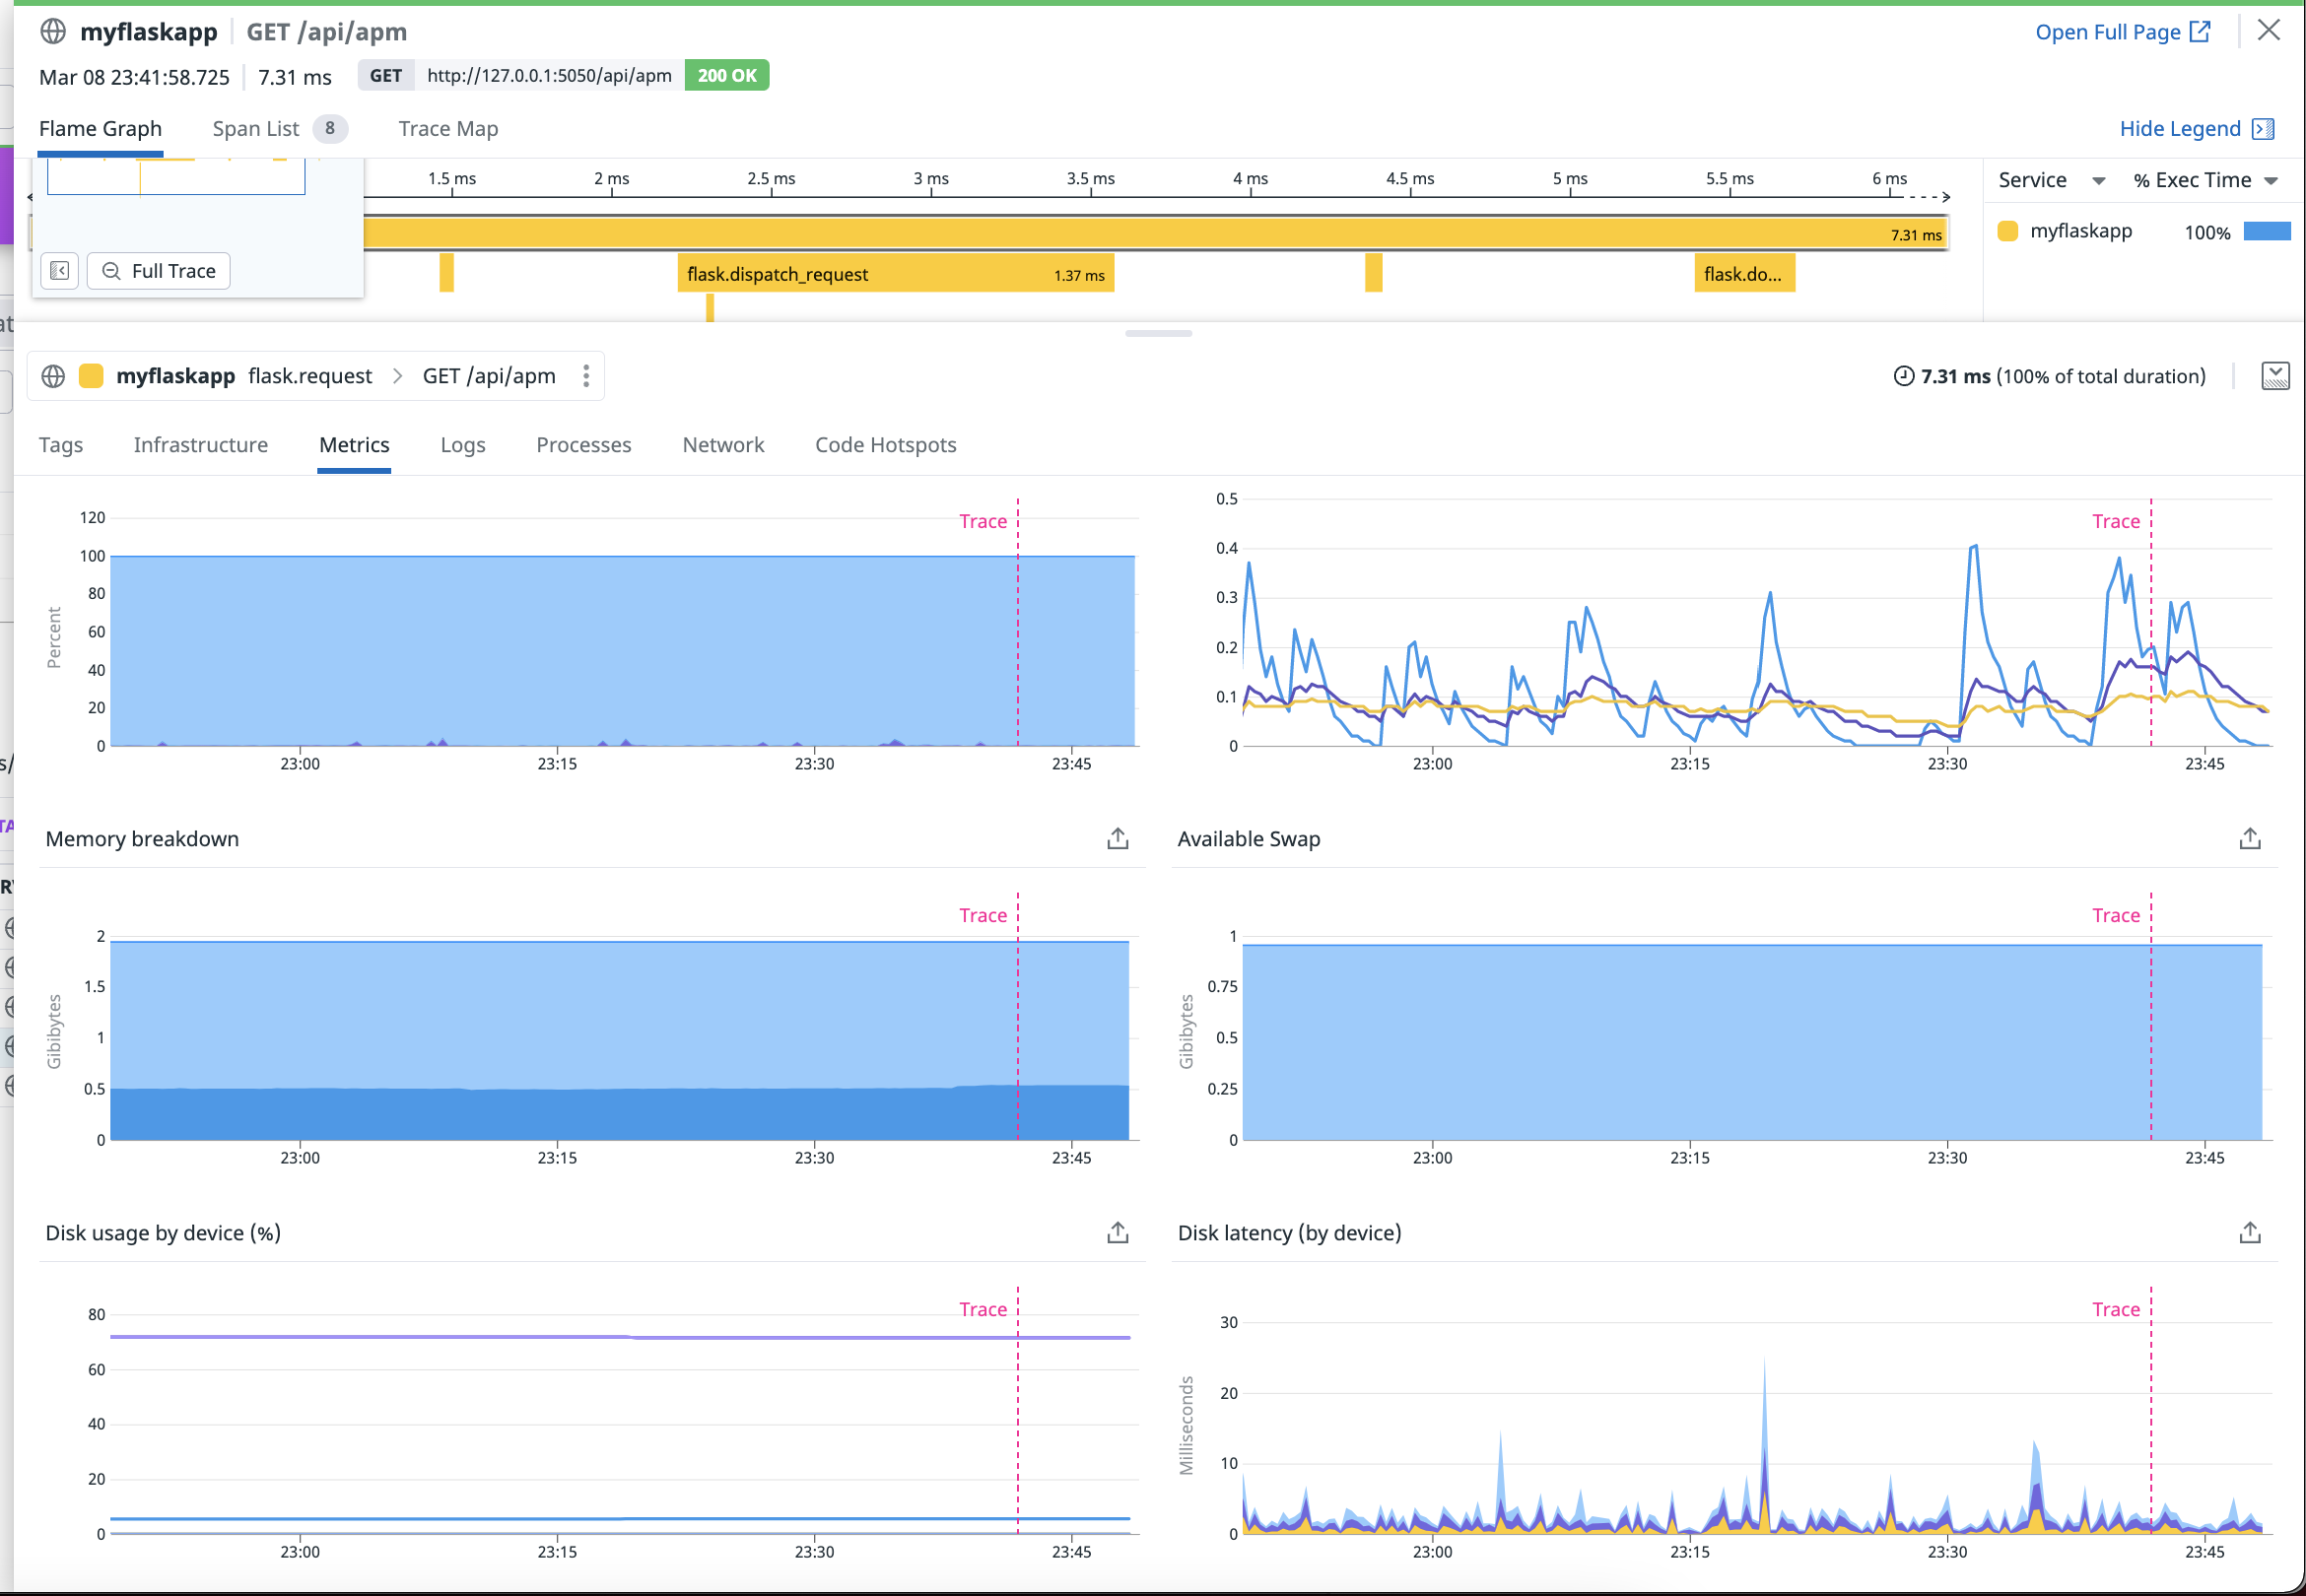 myflaskapp GET /api/apm Open Full Page
Mar 08 23:41:58.725 7.31 ms GET http://127.0.0.1:5050/api/apm 200 OK
Flame Graph Span List 8 Trace Map Hide Legend
1.5 ms 2 ms 2.5 ms 3 ms 3.5 ms 4 ms 4.5 ms 5 ms 5.5 ms 6 ms
Service % Exec Time
7.31 ms
myflaskapp 100%
Full Trace
flask.dispatch_request 1.37 ms flask.do...
myflaskapp flask.request GET /api/apm
7.31 ms (100% of total duration)
Tags Infrastructure Metrics Logs Processes Network Code Hotspots
Trace
120
100
80
60
40
20
0
Percent
23:00 23:15 23:30 23:45
Trace
0.5
0.4
0.3
0.2
0.1
0
23:00 23:15 23:30 23:45
Memory breakdown
Trace
2
1.5
1
0.5
0
Gibibytes
23:00 23:15 23:30 23:45
Available Swap
Trace
1
0.75
0.5
0.25
0
Gibibytes
23:00 23:15 23:30 23:45
Disk usage by device (%)
Trace
80
60
40
20
0
23:00 23:15 23:30 23:45
Disk latency (by device)
Trace
30
20
10
0
Milliseconds
23:00 23:15 23:30 23:45